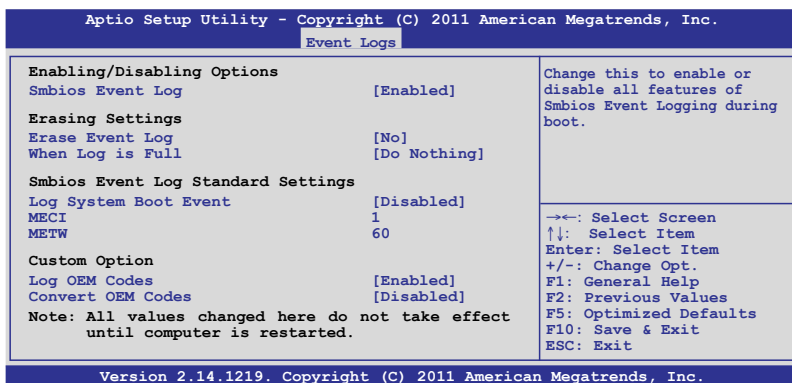 Aptio Setup Utility - Copyright (C) 2011 American Megatrends, Inc.
Event Logs
Enabling/Disabling Options
Smbios Event Log [Enabled]
Erasing Settings
Erase Event Log [No]
When Log is Full [Do Nothing]
Smbios Event Log Standard Settings
Log System Boot Event [Disabled]
MECI 1
METW 60
Custom Option
Log OEM Codes [Enabled]
Convert OEM Codes [Disabled]
Note: All values changed here do not take effect
until computer is restarted.
Change this to enable or
disable all features of
Smbios Event Logging during
boot.
→←: Select Screen
↑↓: Select Item
Enter: Select Item
+/-: Change Opt.
F1: General Help
F2: Previous Values
F5: Optimized Defaults
F10: Save & Exit
ESC: Exit
Version 2.14.1219. Copyright (C) 2011 American Megatrends, Inc.